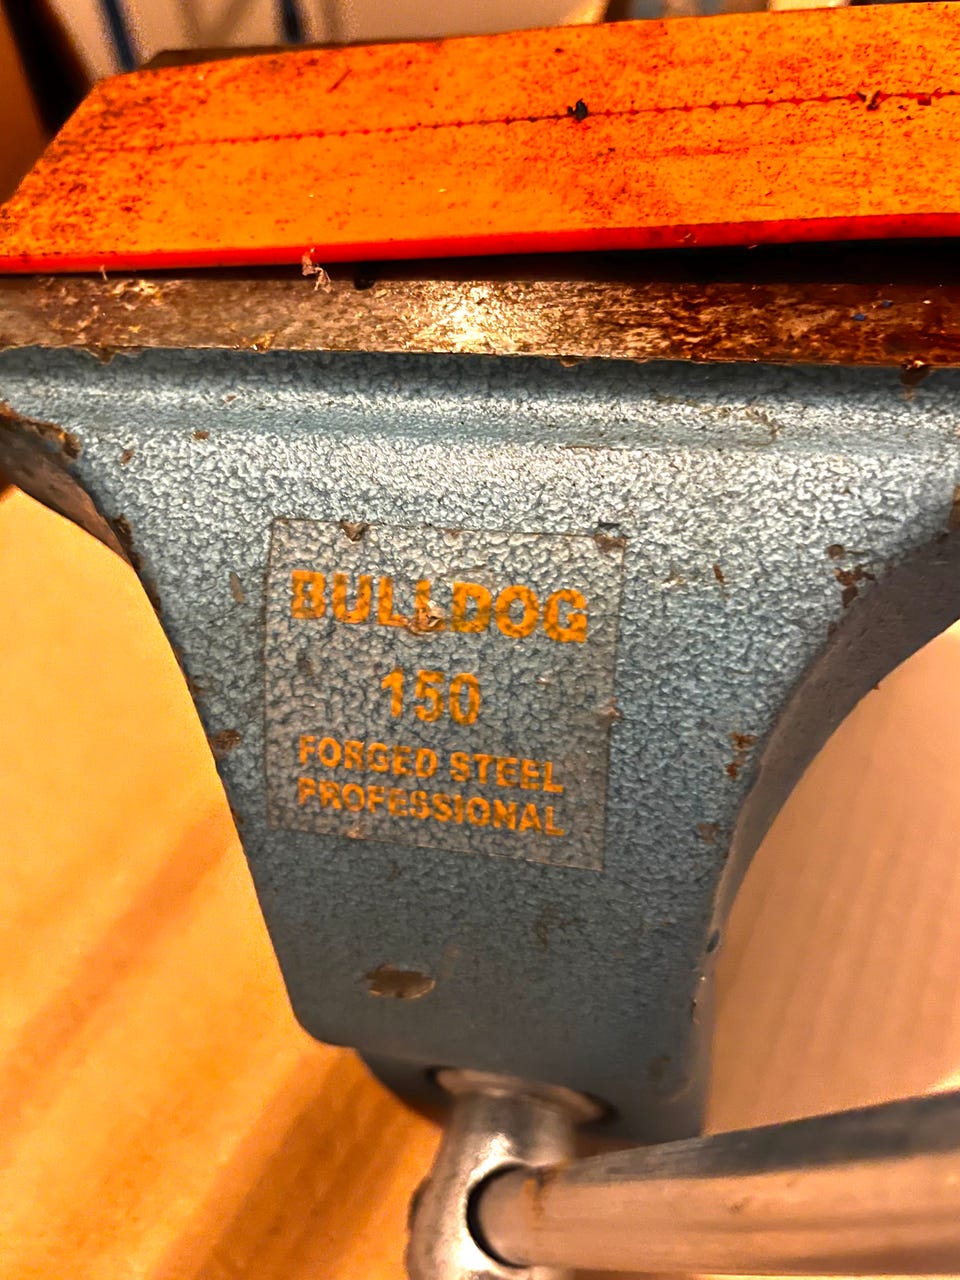 BULLDOG
150
FORGED STEEL
PROFESSIONAL